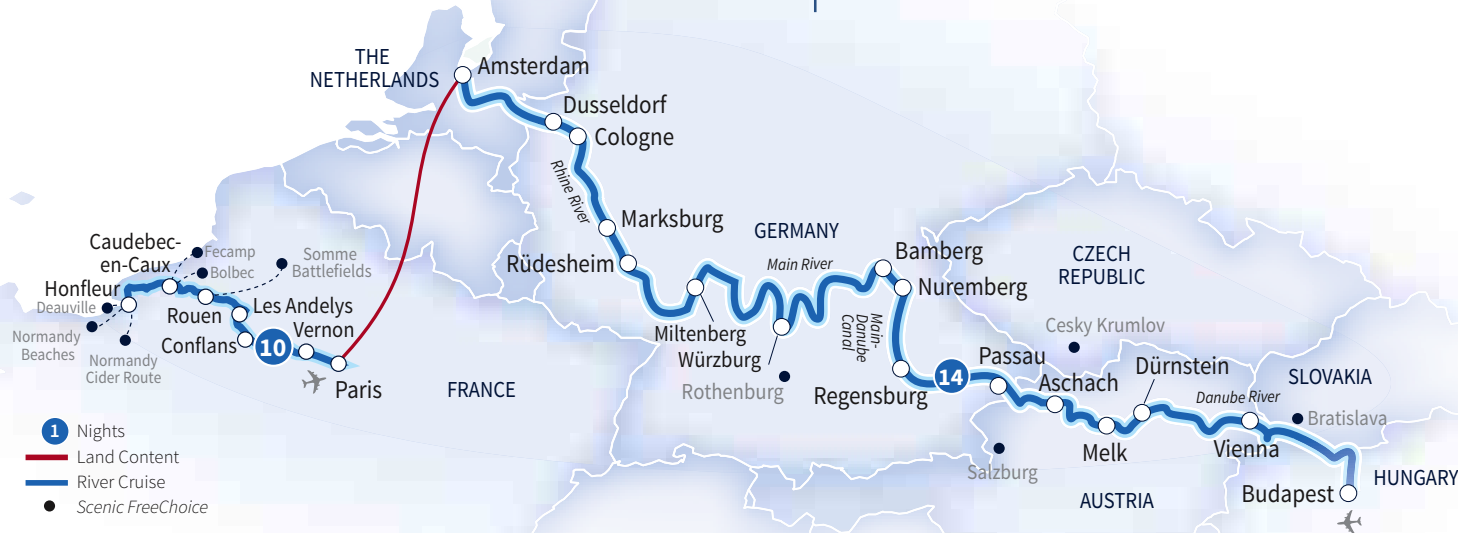 THE
NETHERLANDS
Amsterdam
Dusseldorf
Cologne
Rhine River
Marksburg
Rüdesheim
GERMANY
Main River
Bamberg
Nuremberg
CZECH
REPUBLIC
Caudebec-
en-Caux
Fecamp
Bolbec
Somme
Battlefields
Honfleur
Deauville
Rouen
Les Andelys
Vernon
Conflans
10
Normandy
Beaches
Normandy
Cider Route
Paris
FRANCE
Miltenberg
Würzburg
Rothenburg
Main-
Danube
Canal
Regensburg
14
Passau
Cesky Krumlov
Aschach
Dürnstein
Danube River
SLOVAKIA
Bratislava
Melk
Vienna
Salzburg
AUSTRIA
Budapest
HUNGARY
1 Nights
Land Content
River Cruise
Scenic FreeChoice